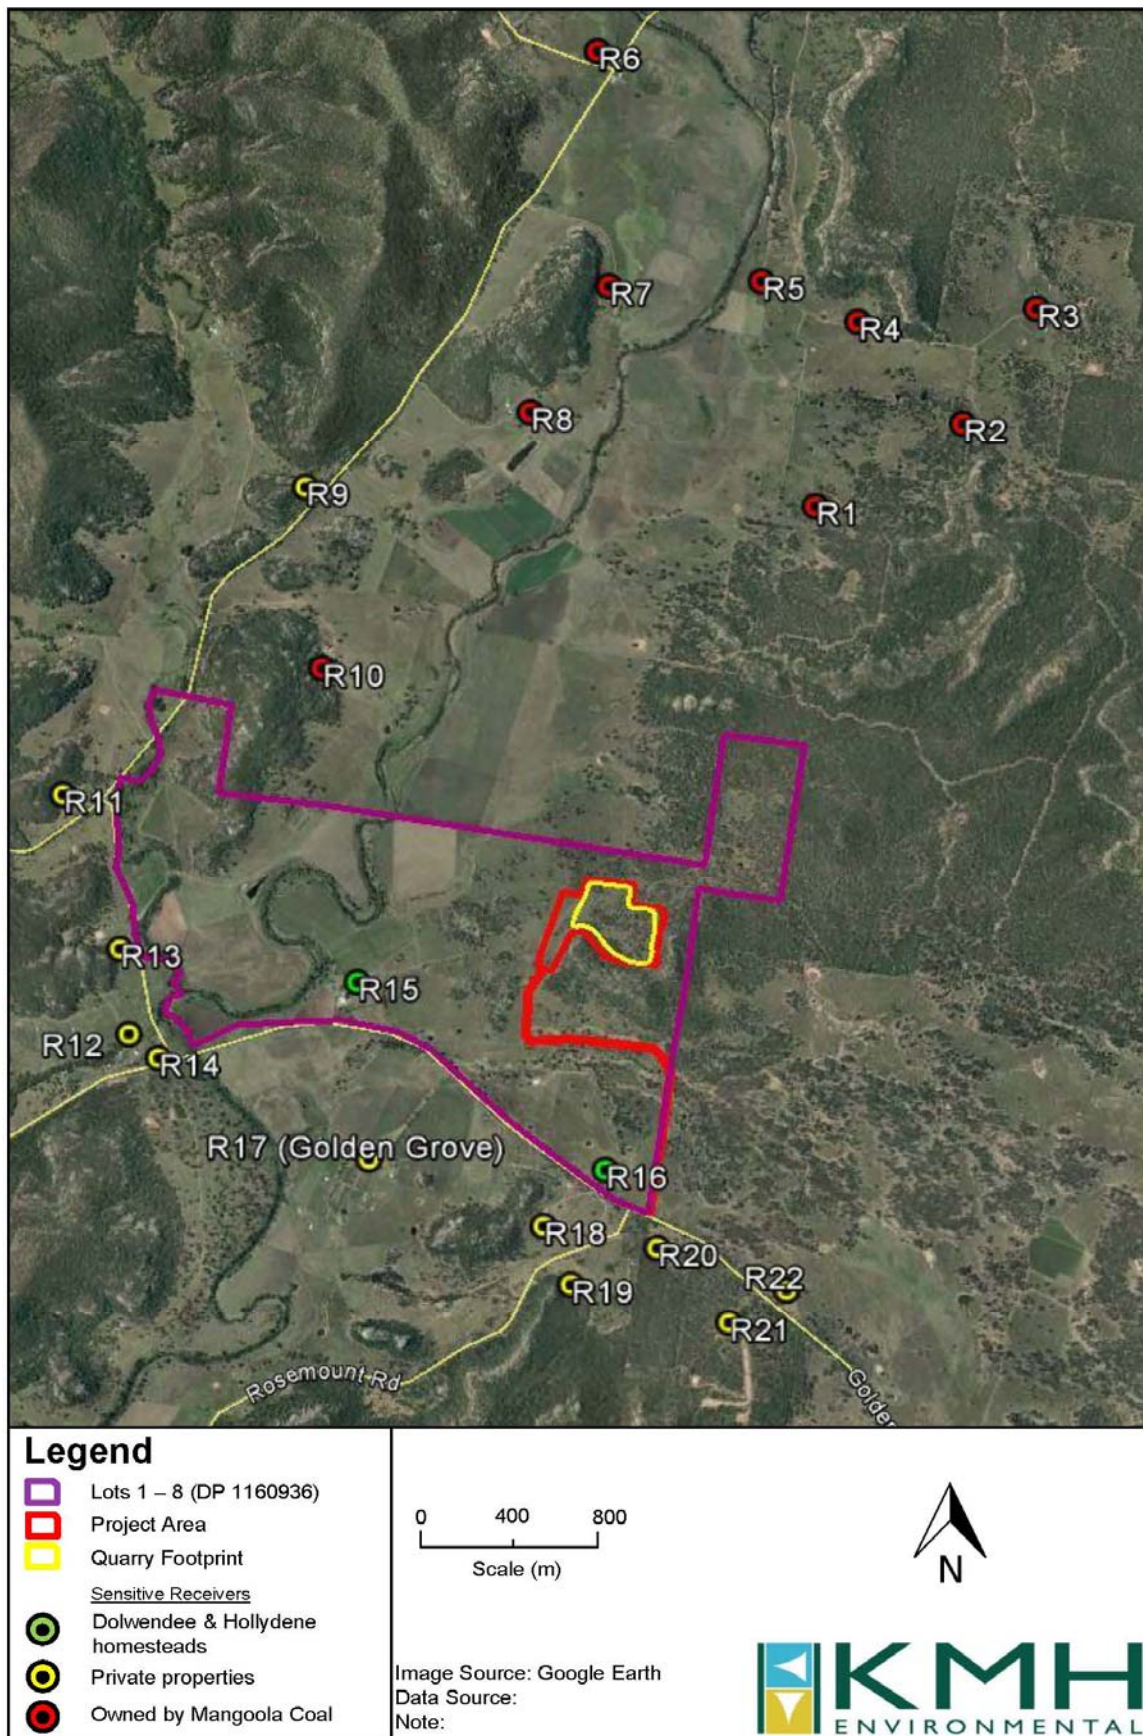 R6
R7
R5
R3
R4
R8
R2
R9
R1
R10
R11
R13
R15
R12
R14
R17 (Golden Grove)
R16
R18
R20
R19
R22
R21
Rosemount Rd
Golden
Legend
Lots 1 – 8 (DP 1160936)
Project Area
Quarry Footprint
Sensitive Receivers
Dolwendee & Hollydene
homesteads
Private properties
Owned by Mangoola Coal
0 400 800
Scale (m)
Image Source: Google Earth
Data Source:
Note:
N
KMH
ENVIRONMENTAL